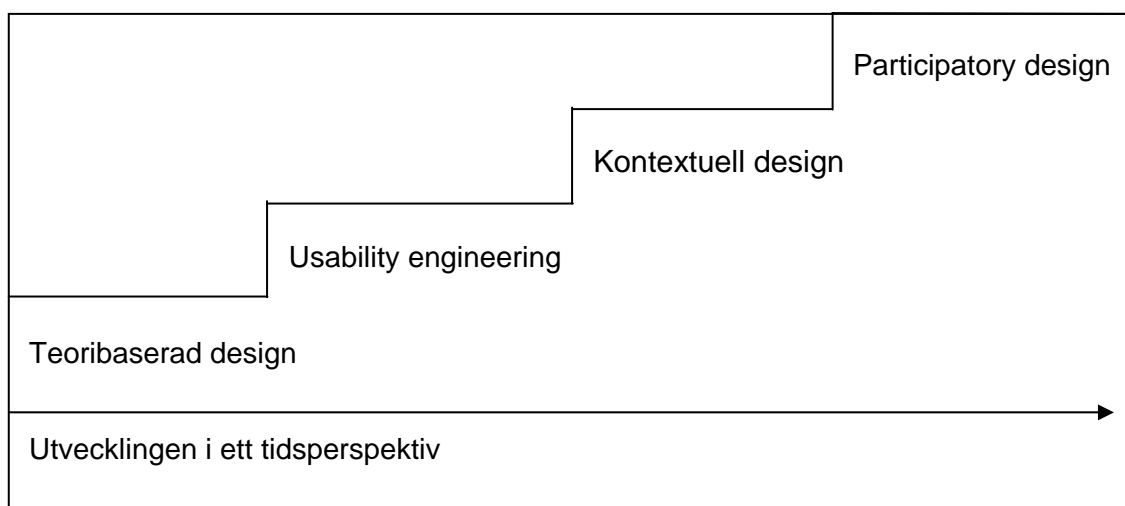 Participatory design
Kontextuell design
Usability engineering
Teoribaserad design
Utvecklingen i ett tidsperspektiv